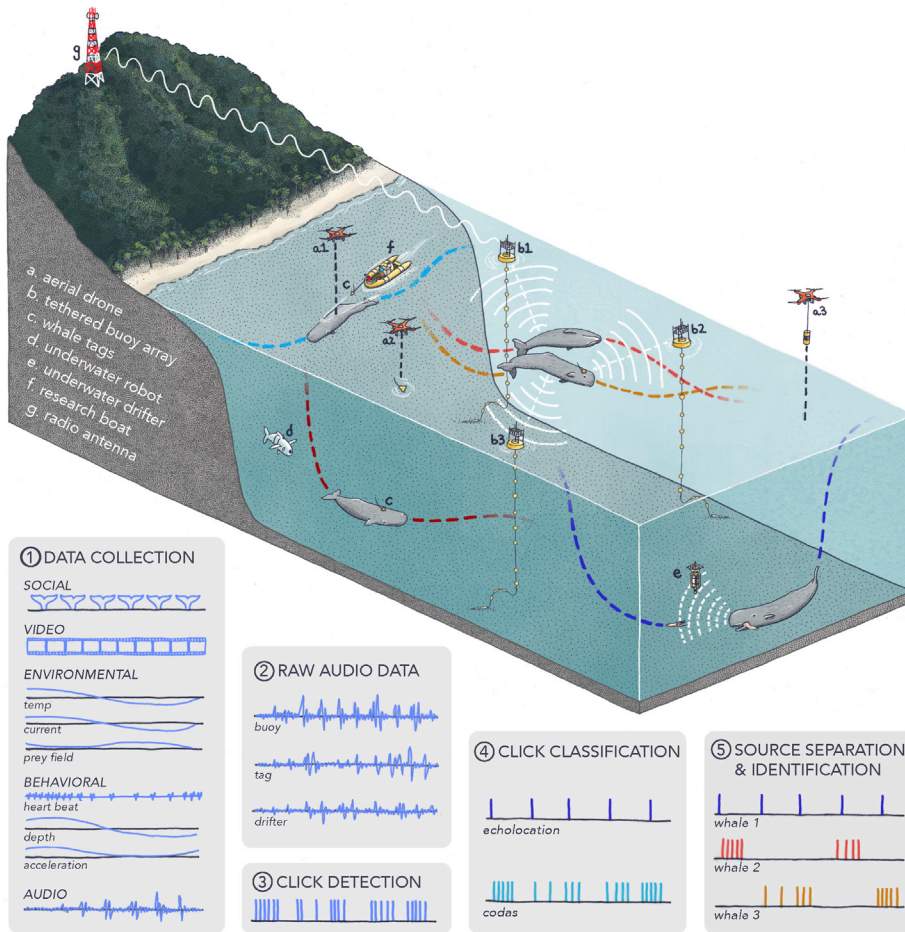 g
a1
f
c
b1
a2
b2
a3
a. aerial drone
b. tethered buoy array
c. whale tags
d. underwater robot
e. underwater drifter
f. research boat
g. radio antenna
d
b3
c
e
1 DATA COLLECTION
SOCIAL
VIDEO
ENVIRONMENTAL
temp
current
prey field
BEHAVIORAL
heart beat
depth
acceleration
AUDIO
2 RAW AUDIO DATA
buoy
tag
drifter
3 CLICK DETECTION
4 CLICK CLASSIFICATION
echolocation
codas
5 SOURCE SEPARATION
& IDENTIFICATION
whale 1
whale 2
whale 3